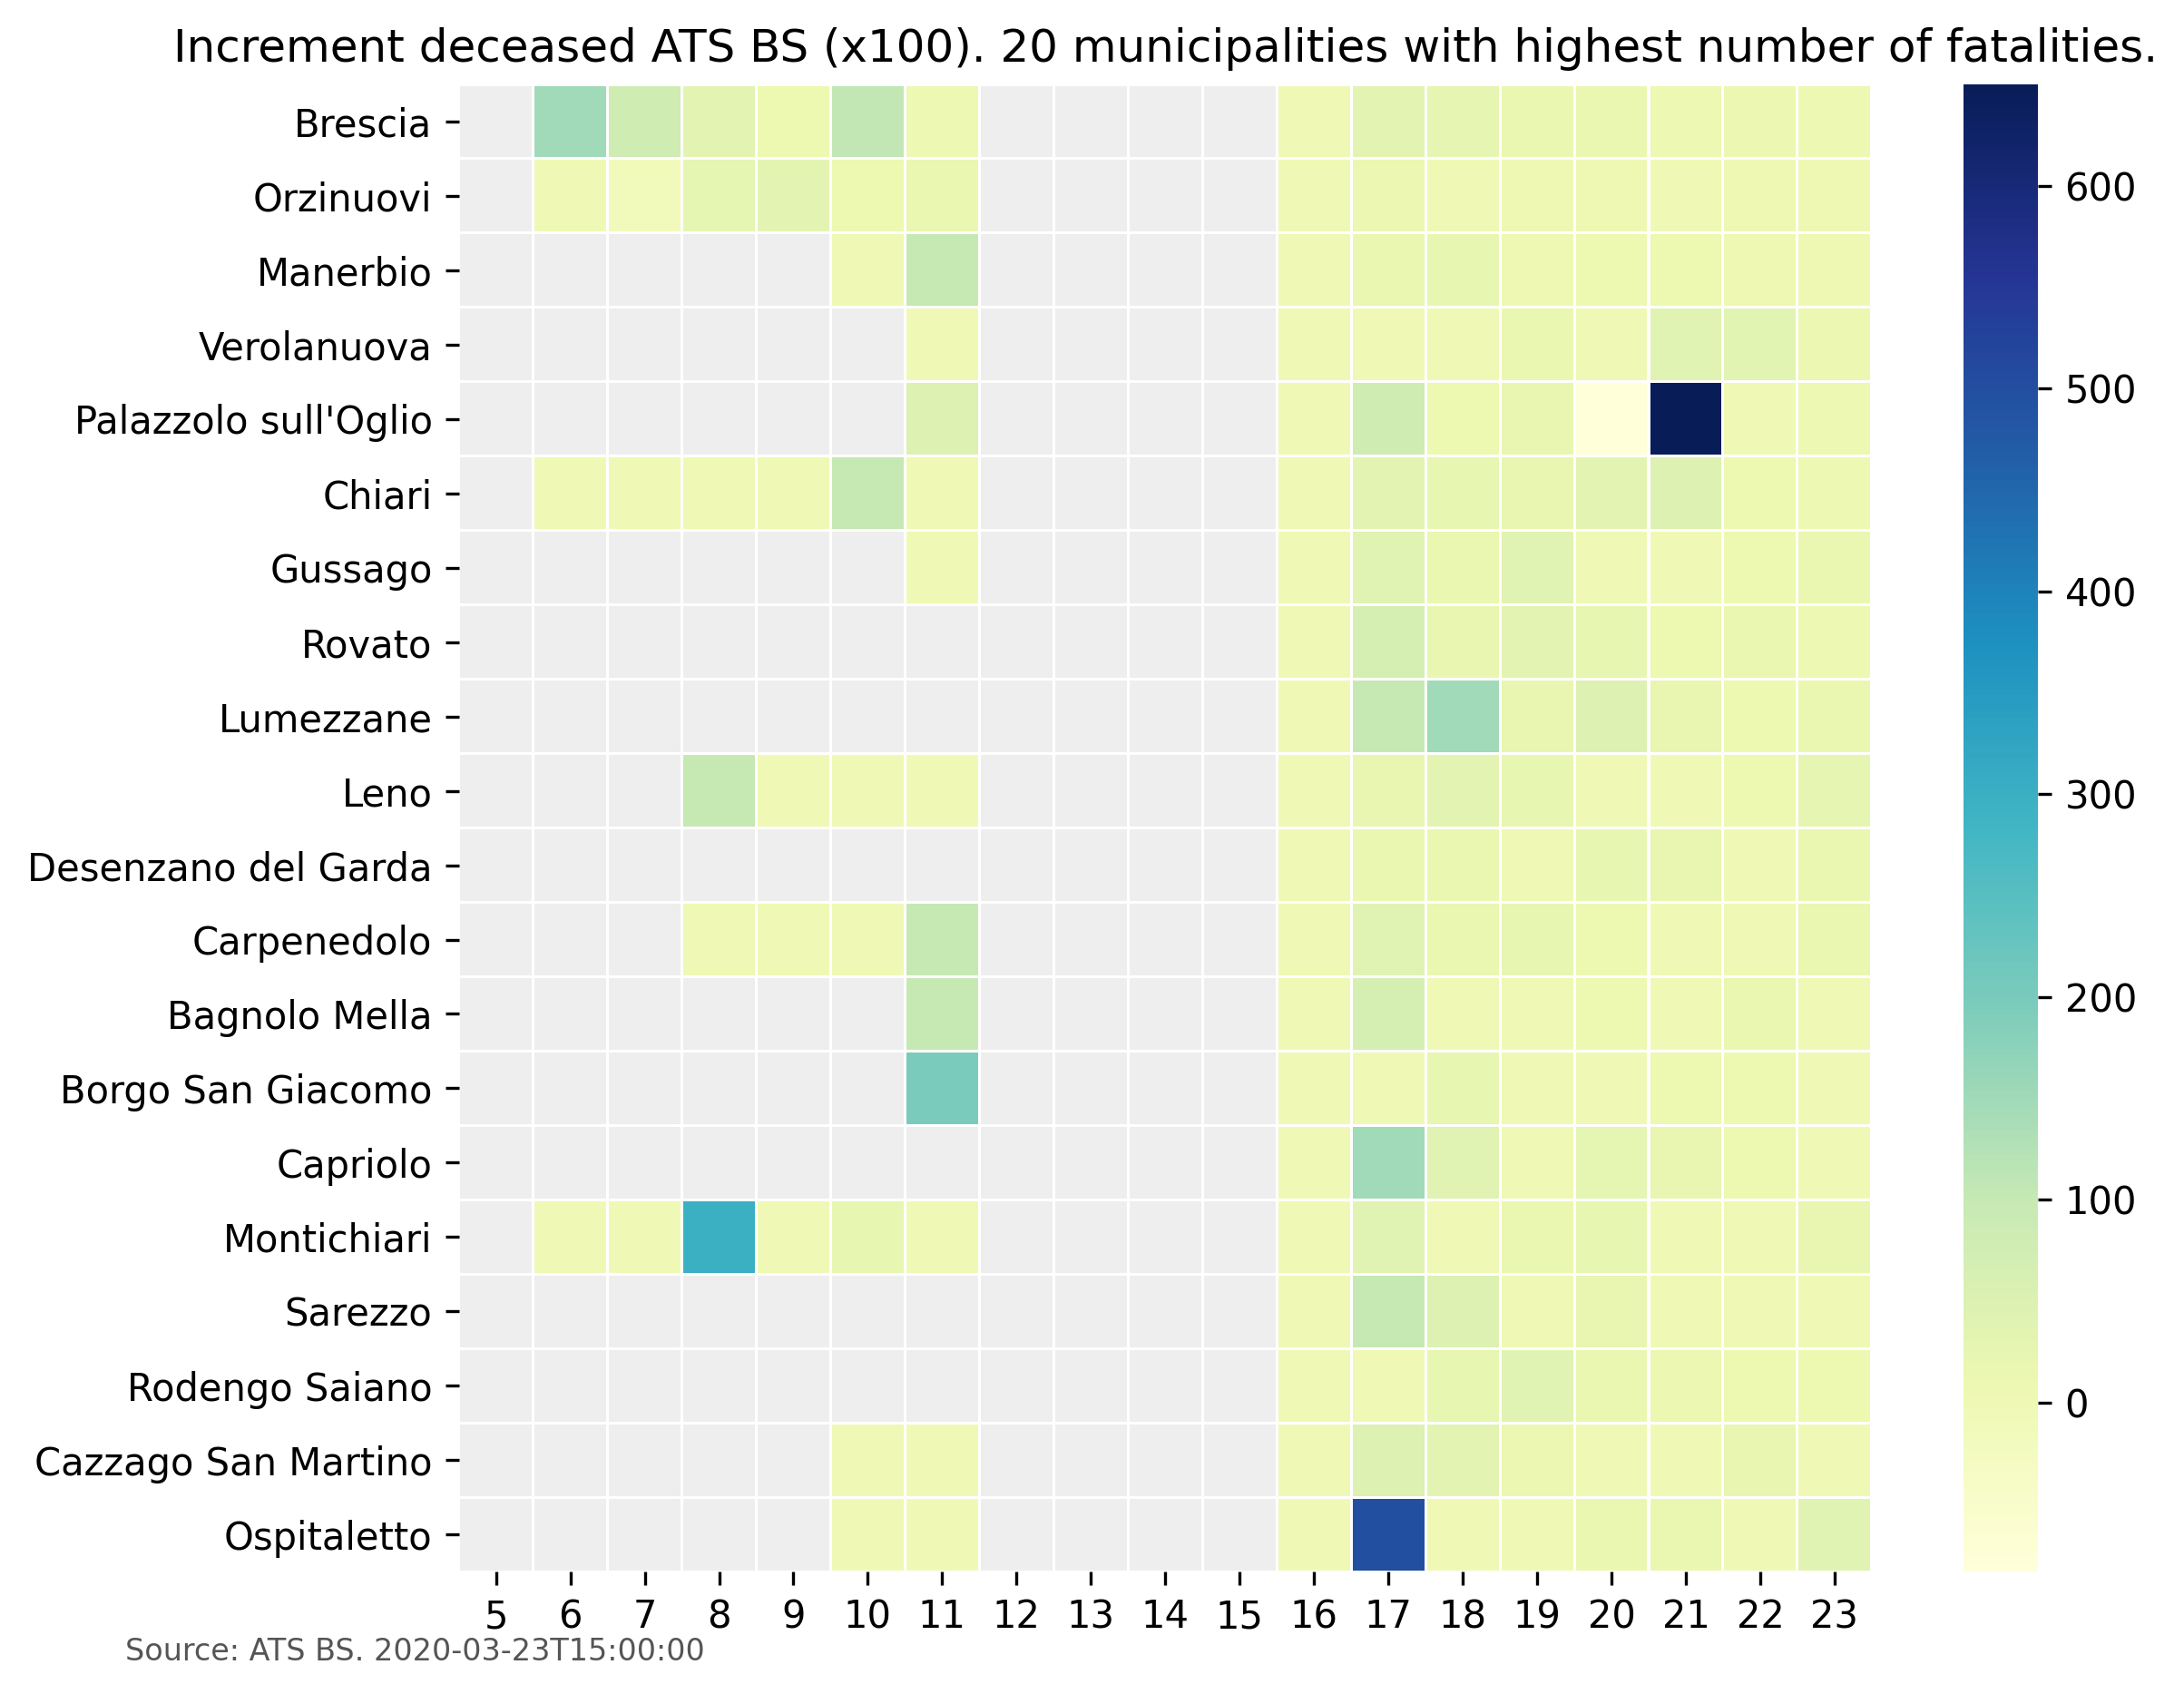 Increment deceased ATS BS (x100). 20 municipalities with highest number of fatalities.
Brescia
Orzinuovi
Manerbio
Verolanuova
Palazzolo sull'Oglio
Chiari
Gussago
Rovato
Lumezzane
Leno
Desenzano del Garda
Carpenedolo
Bagnolo Mella
Borgo San Giacomo
Capriolo
Montichiari
Sarezzo
Rodengo Saiano
Cazzago San Martino
Ospitaletto
5 6 7 8 9 10 11 12 13 14 15 16 17 18 19 20 21 22 23
600
500
400
300
200
100
0
Source: ATS BS. 2020-03-23T15:00:00